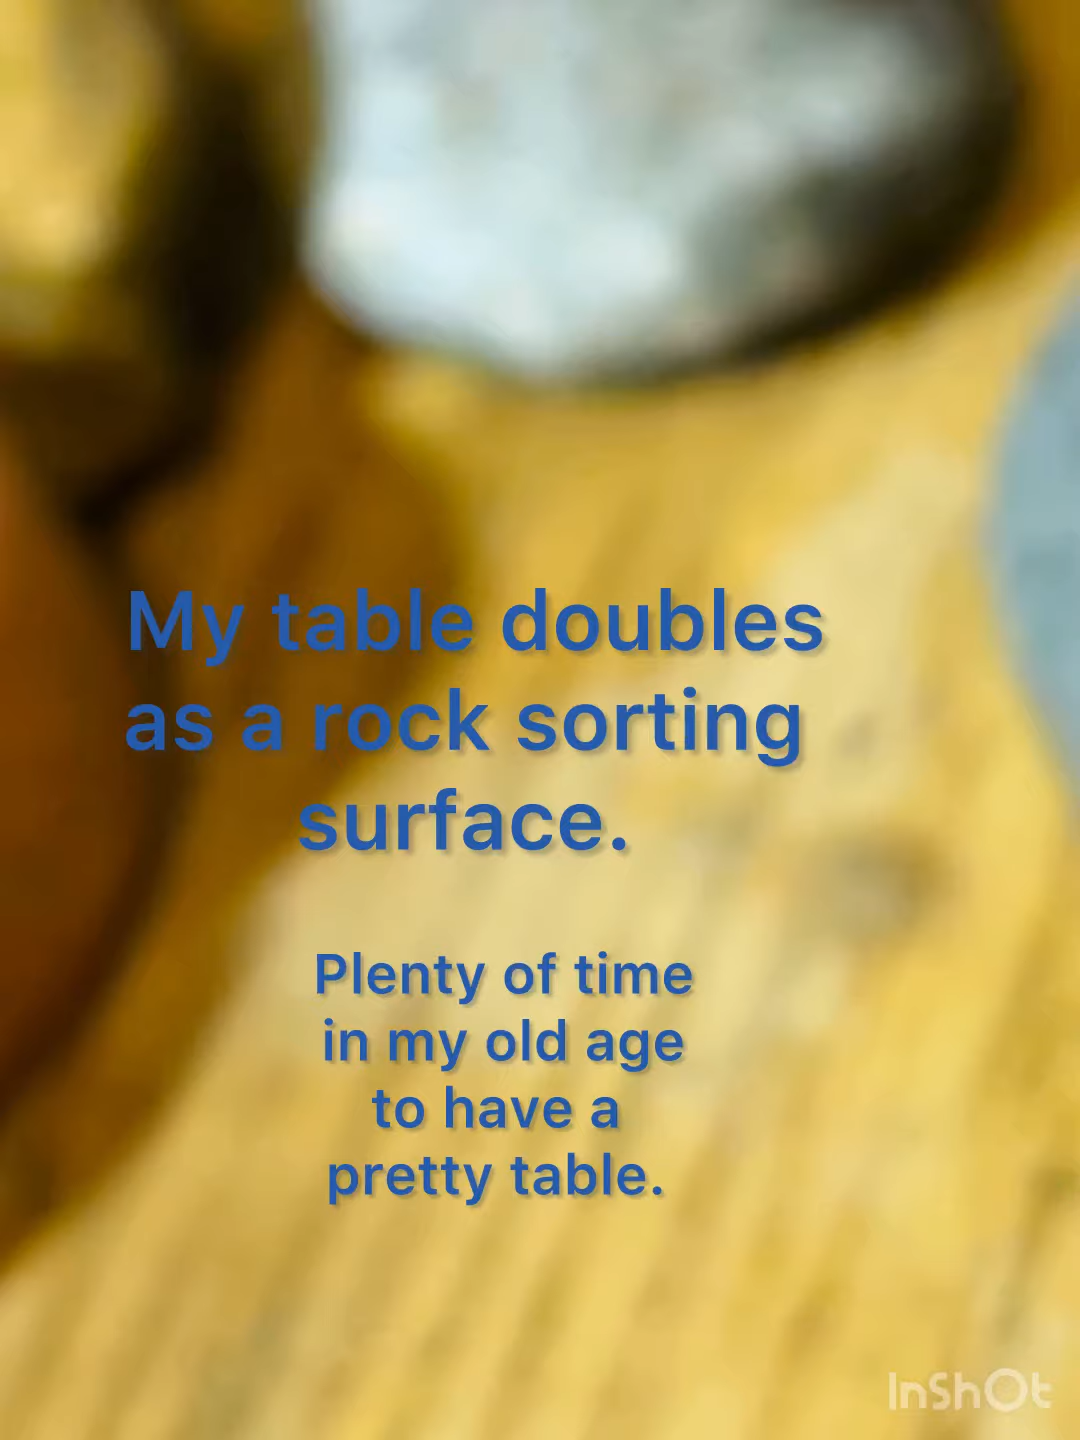 My table doubles
as a rock sorting
surface.
Plenty of time
in my old age
to have a
pretty table.
InShOt